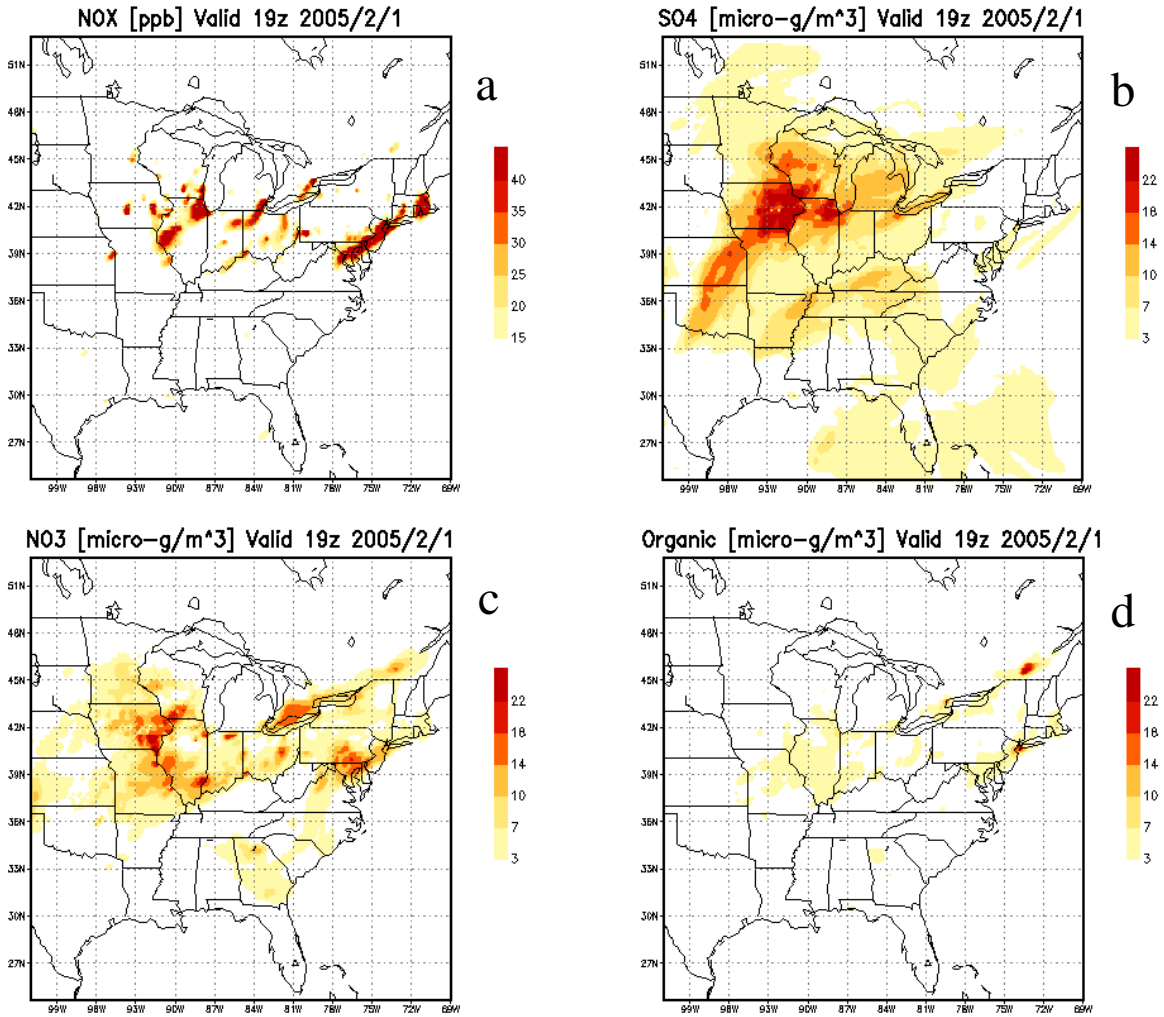 NOX [ppb] Valid 19z 2005/2/1
a
51N
48N
45N
42N
39N
36N
33N
30N
27N
99W 98W 93W 90W 87W 84W 81W 78W 75W 72W 69W
40
35
30
25
20
15
SO4 [micro-g/m^3] Valid 19z 2005/2/1
b
51N
48N
45N
42N
39N
36N
33N
30N
27N
99W 98W 93W 90W 87W 84W 81W 78W 75W 72W 69W
22
18
14
10
7
3
NO3 [micro-g/m^3] Valid 19z 2005/2/1
c
51N
48N
45N
42N
39N
36N
33N
30N
27N
99W 98W 93W 90W 87W 84W 81W 78W 75W 72W 69W
22
18
14
10
7
3
Organic [micro-g/m^3] Valid 19z 2005/2/1
d
51N
48N
45N
42N
39N
36N
33N
30N
27N
99W 98W 93W 90W 87W 84W 81W 78W 75W 72W 69W
22
18
14
10
7
3